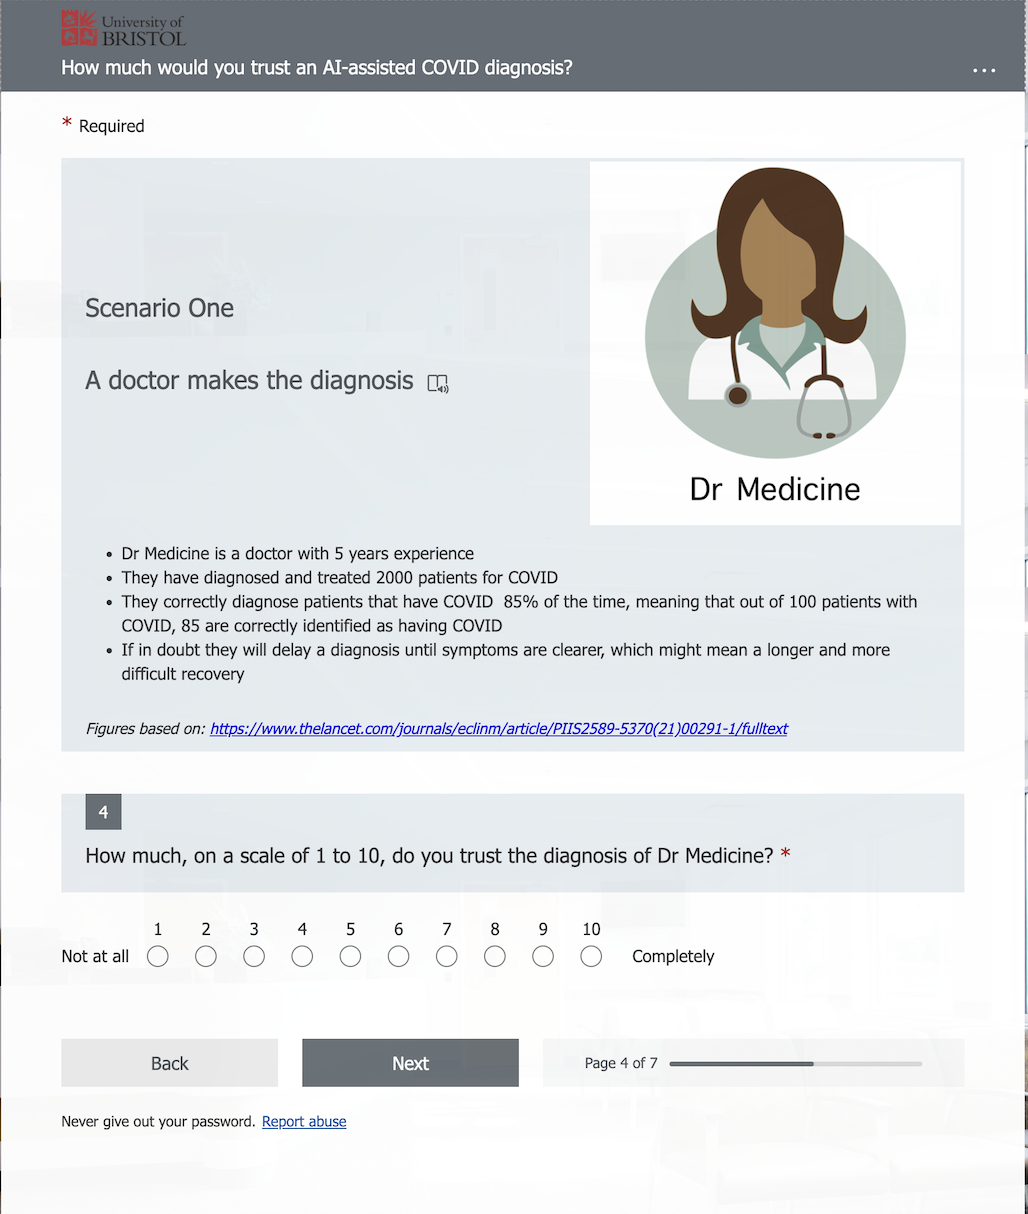 University of
BRISTOL
How much would you trust an AI-assisted COVID diagnosis?
* Required
Scenario One
A doctor makes the diagnosis
Dr Medicine
Dr Medicine is a doctor with 5 years experience
They have diagnosed and treated 2000 patients for COVID
They correctly diagnose patients that have COVID  85% of the time, meaning that out of 100 patients with
COVID, 85 are correctly identified as having COVID
If in doubt they will delay a diagnosis until symptoms are clearer, which might mean a longer and more
difficult recovery
Figures based on: https://www.thelancet.com/journals/eclinm/article/PIIS2589-5370(21)00291-1/fulltext
4
How much, on a scale of 1 to 10, do you trust the diagnosis of Dr Medicine? *
1 2 3 4 5 6 7 8 9 10
Not at all Completely
Back Next Page 4 of 7
Never give out your password. Report abuse